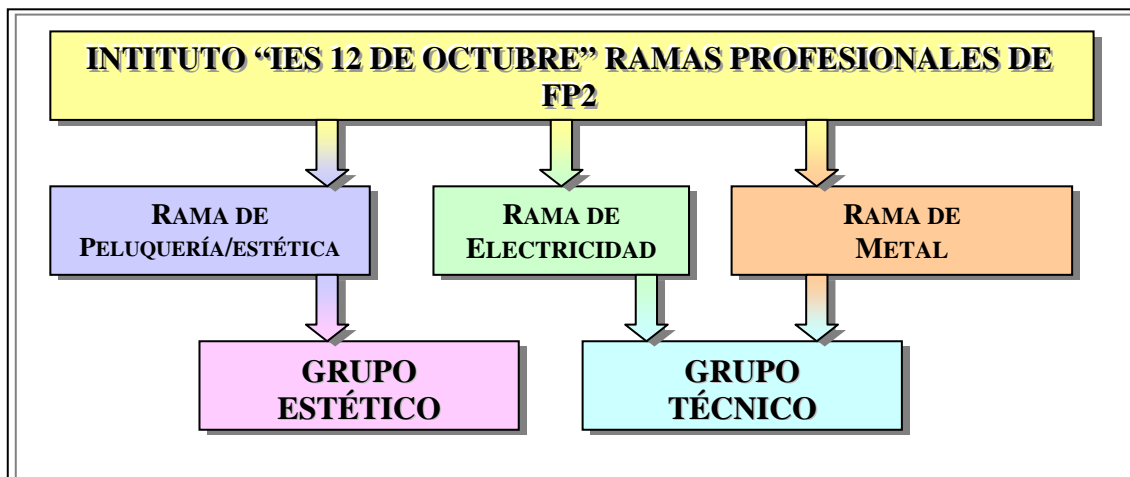 INTITUTO “IES 12 DE OCTUBRE” RAMAS PROFESIONALES DE
FP2
RAMA DE
PELUQUERÍA/ESTÉTICA
RAMA DE
ELECTRICIDAD
RAMA DE
METAL
GRUPO
ESTÉTICO
GRUPO
TÉCNICO